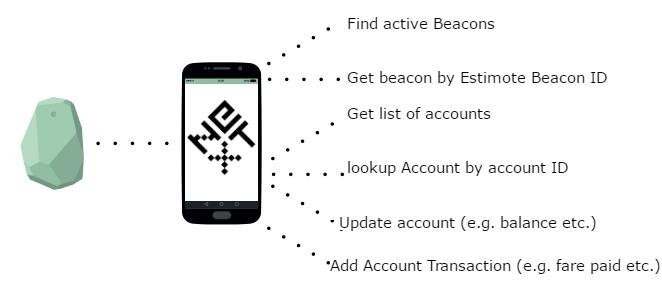 Find active Beacons
Get beacon by Estimote Beacon ID
Get list of accounts
lookup Account by account ID
Update account (e.g. balance etc.)
Add Account Transaction (e.g. fare paid etc.)
NET